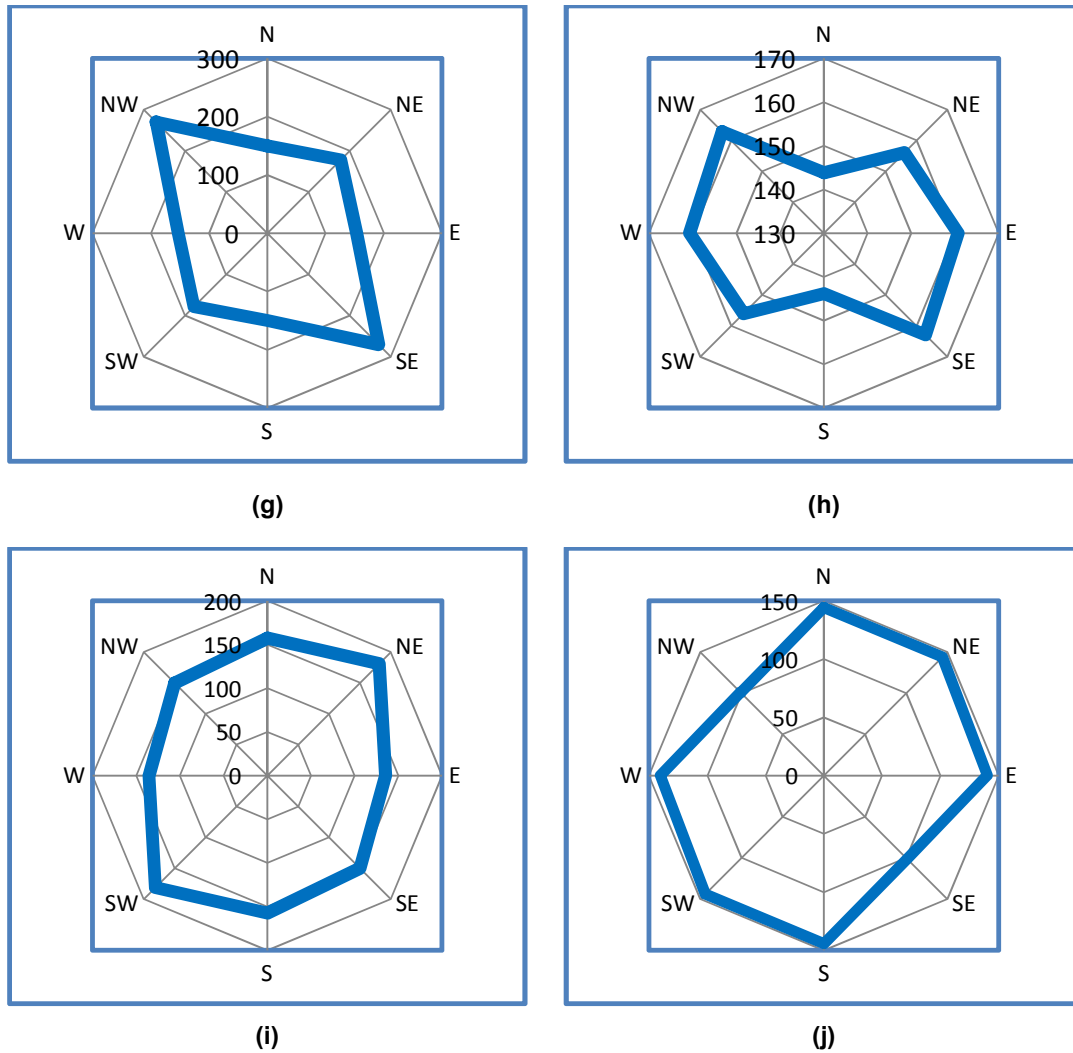 N N
300 170
NW NE NW NE
160
200
150
100
140
0 130
W E W E
SW SE SW SE
S S
(g) (h)
N N
200 150
NW NE NW NE
150
100
100
50
50
0 0
W E W E
SW SE SW SE
S S
(i) (j)